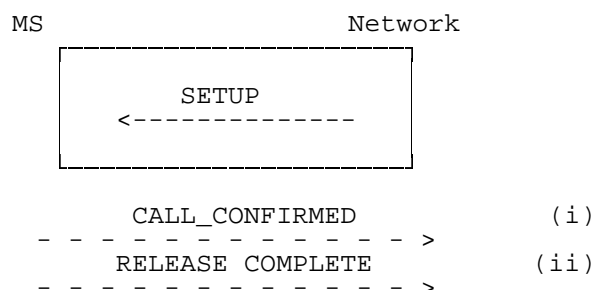 MS Network
SETUP
<--------------
CALL_CONFIRMED (i)
- - - - - - - - - - - - >
RELEASE COMPLETE (ii)
- - - - - - - - - - - - >